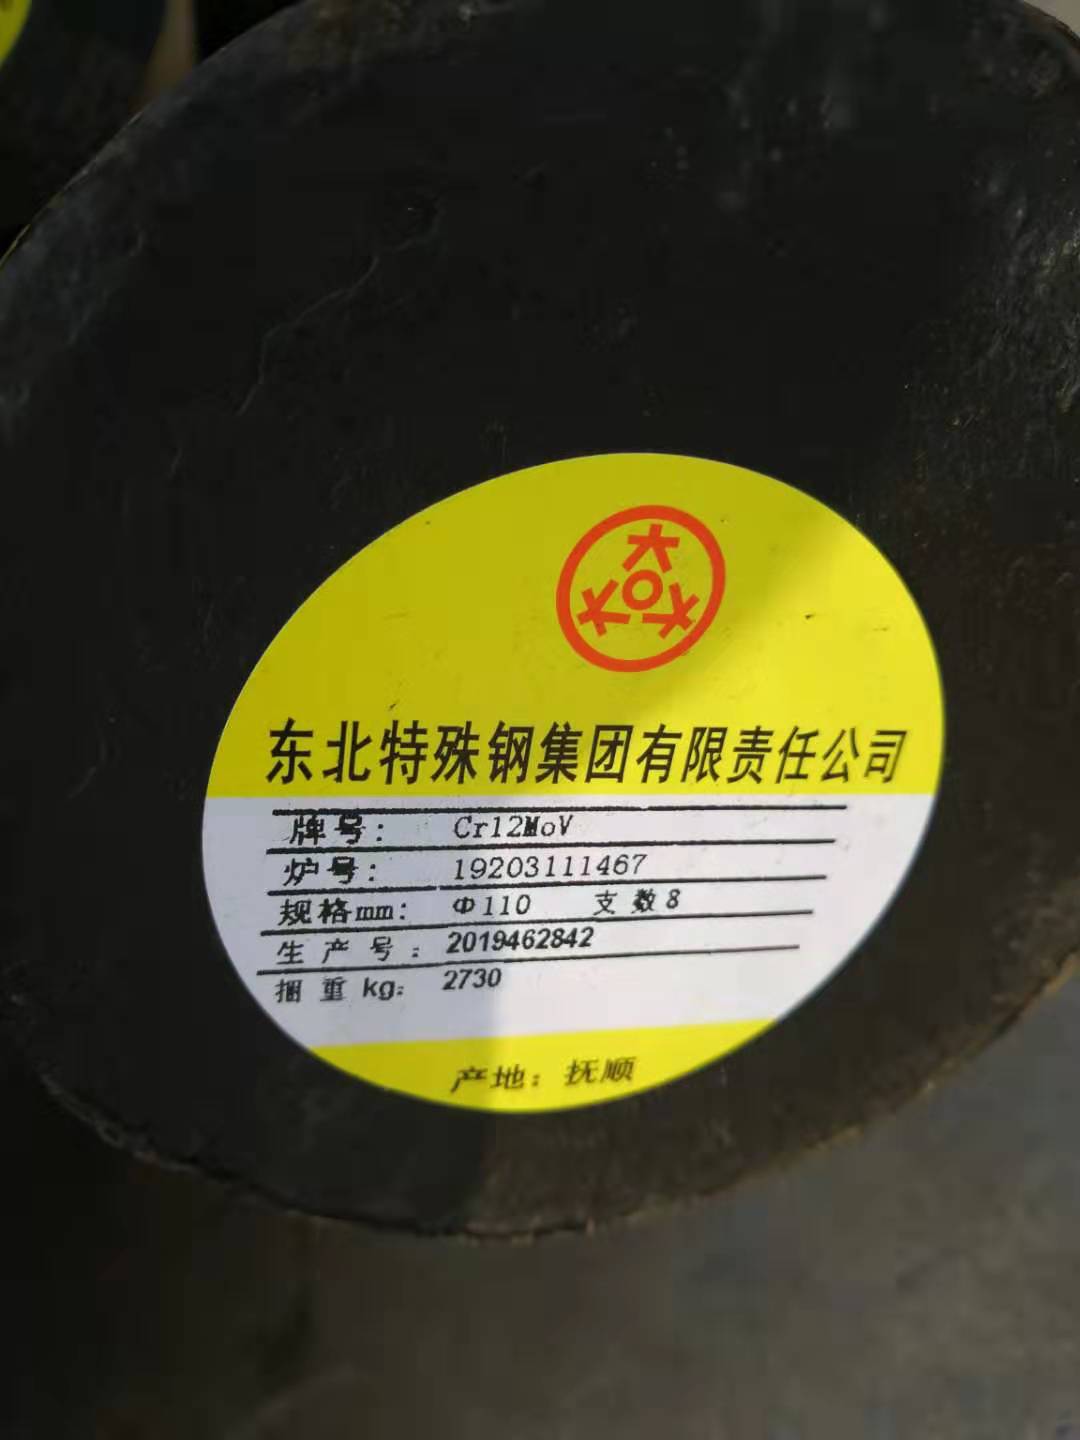 东北特殊钢集团有限责任公司
牌号: Cr12MoV
炉号: 19203111467
规格mm: Φ110 支数8
生产号: 2019462842
捆重kg: 2730
产地: 抚顺